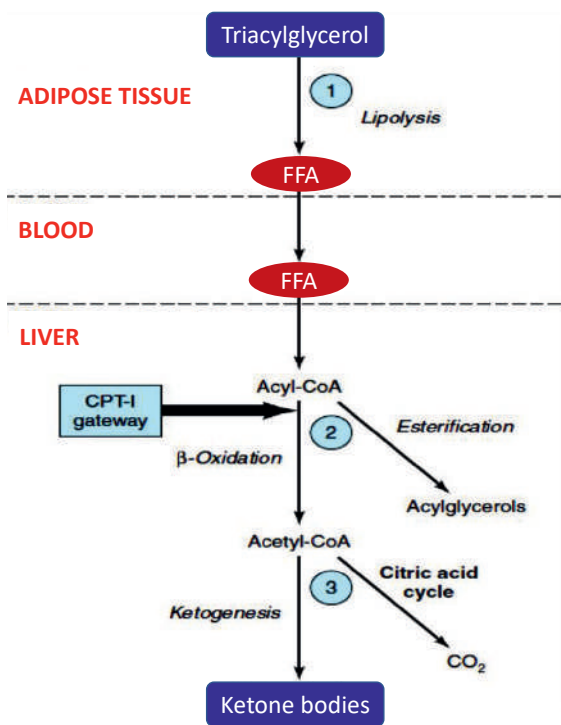 Triacylglycerol
1
ADIPOSE TISSUE
Lipolysis
FFA
BLOOD
FFA
LIVER
Acyl-CoA
CPT-I
gateway
2
Esterification
β-Oxidation
Acylglycerols
Acetyl-CoA
Citric acid
cycle
3
Ketogenesis
CO₂
Ketone bodies